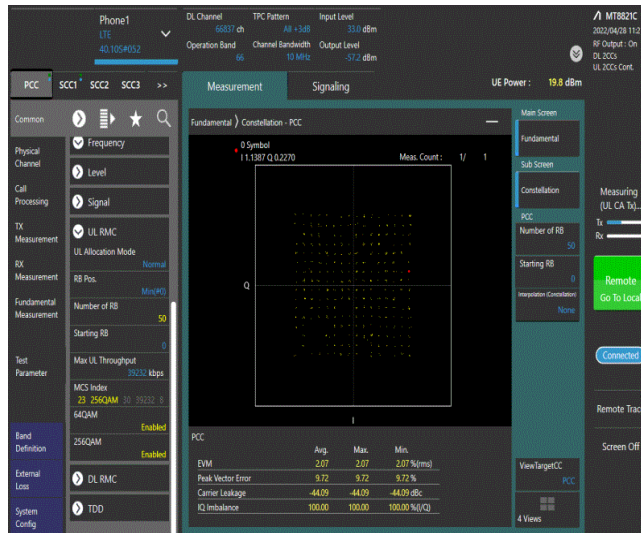 Phone1
LTE
40.10S#052
DL Channel
66837 ch
TPC Pattern
All +3dB
Input Level
33.0 dBm
Operation Band
66
Channel Bandwidth
10 MHz
Output Level
-57.2 dBm
MT8821C
2022/04/28 11:2
RF Output : On
DL 2CCs
UL 2CCs Cont.
PCC
SCC1
SCC2
SCC3
>>
Measurement
Signaling
UE Power : 19.8 dBm
Common
Physical
Channel
Call
Processing
TX
Measurement
RX
Measurement
Fundamental
Measurement
Test
Parameter
Band
Definition
External
Loss
System
Config
Frequency
Level
Signal
UL RMC
UL Allocation Mode
Normal
RB Pos.
Min(#0)
Number of RB
50
Starting RB
0
Max UL Throughput
39232 kbps
MCS Index
23 256QAM 30 39232 8
64QAM
Enabled
256QAM
Enabled
DL RMC
TDD
Fundamental ⟩ Constellation - PCC
0 Symbol
I 1.1387 Q 0.2270
Meas. Count : 1/ 1
Q
I
PCC
Avg. Max. Min.
EVM 2.07 2.07 2.07 %(rms)
Peak Vector Error 9.72 9.72 9.72 %
Carrier Leakage -44.09 -44.09 -44.09 dBc
IQ Imbalance 100.00 100.00 100.00 %(I/Q)
Main Screen
Fundamental
Sub Screen
Constellation
PCC
Number of RB
50
Starting RB
0
Interpolation (Constellation)
None
ViewTargetCC
PCC
4 Views
Measuring
(UL CA Tx)...
Tx
Rx
Remote
Go To Local
Connected
Remote Trac
Screen Off